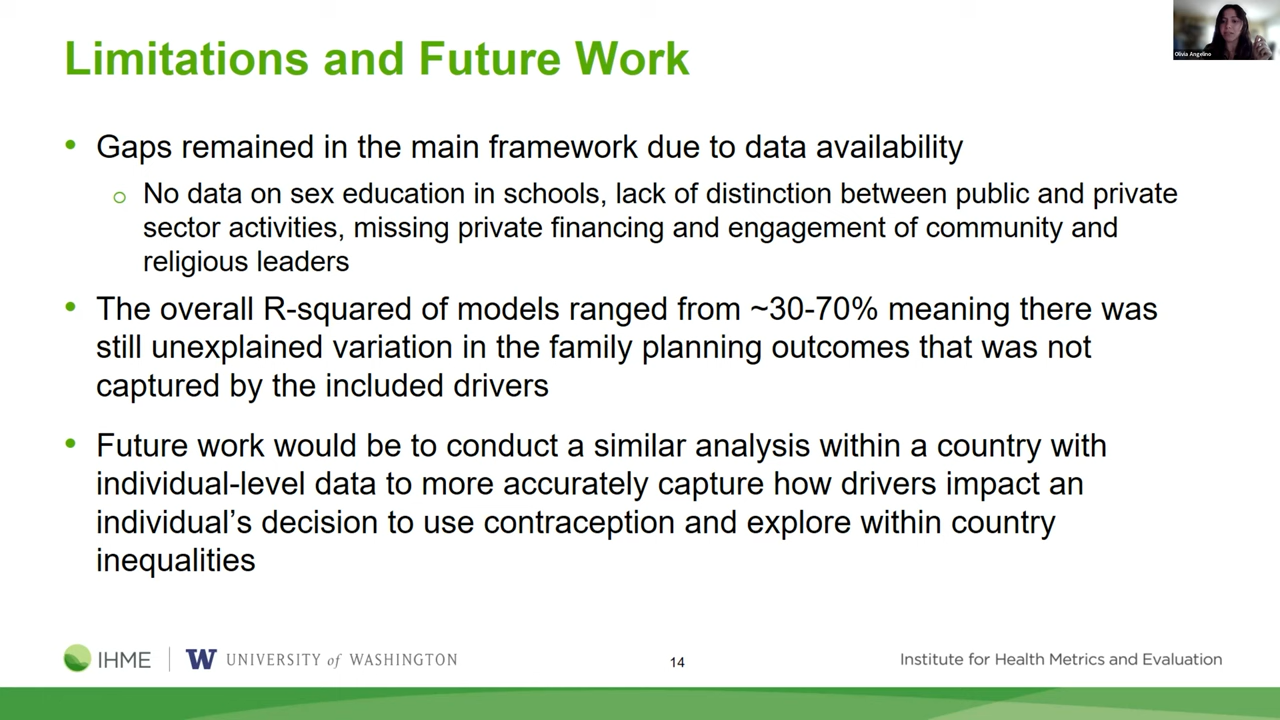 Limitations and Future Work
Olivia Angelino
• Gaps remained in the main framework due to data availability
○ No data on sex education in schools, lack of distinction between public and private
sector activities, missing private financing and engagement of community and
religious leaders
• The overall R-squared of models ranged from ~30-70% meaning there was
still unexplained variation in the family planning outcomes that was not
captured by the included drivers
• Future work would be to conduct a similar analysis within a country with
individual-level data to more accurately capture how drivers impact an
individual’s decision to use contraception and explore within country
inequalities
IHME | W UNIVERSITY of WASHINGTON
14
Institute for Health Metrics and Evaluation